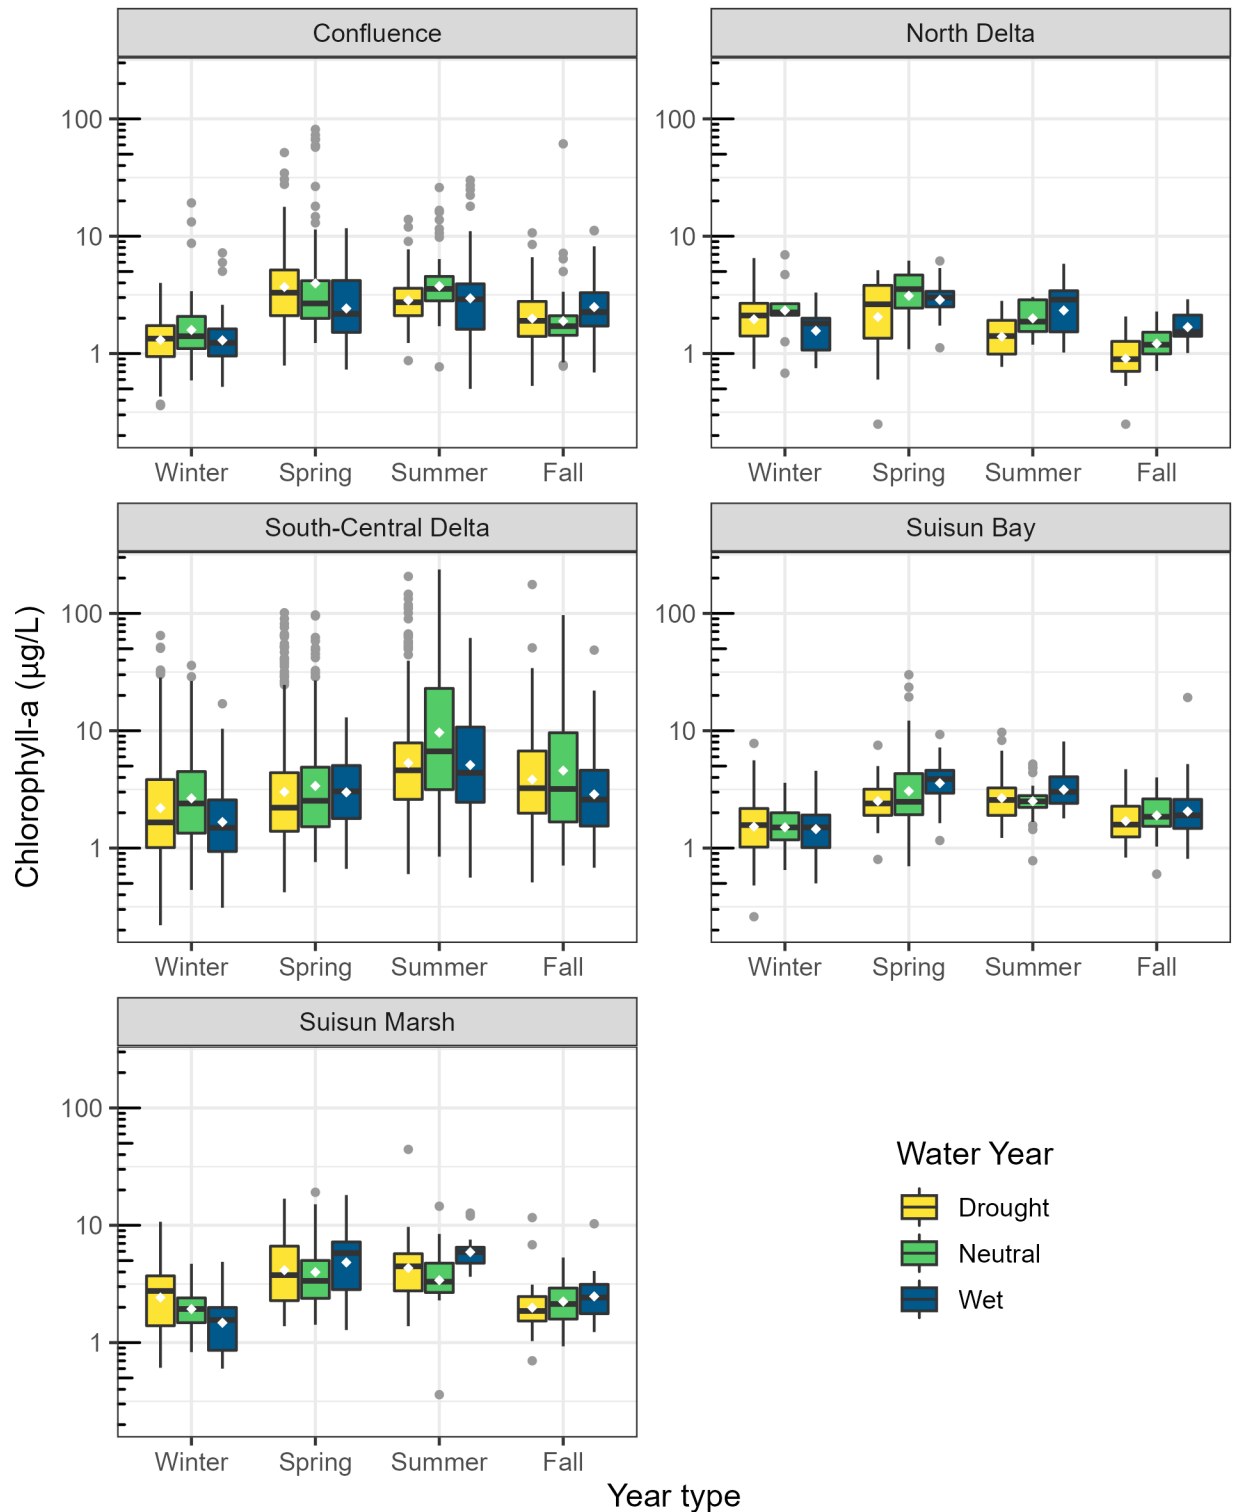 Confluence
North Delta
100
10
1
100
10
1
Winter Spring Summer Fall
Winter Spring Summer Fall
South-Central Delta
Suisun Bay
Chlorophyll-a (µg/L)
100
10
1
100
10
1
Winter Spring Summer Fall
Winter Spring Summer Fall
Suisun Marsh
100
10
1
Winter Spring Summer Fall
Water Year
Drought
Neutral
Wet
Year type